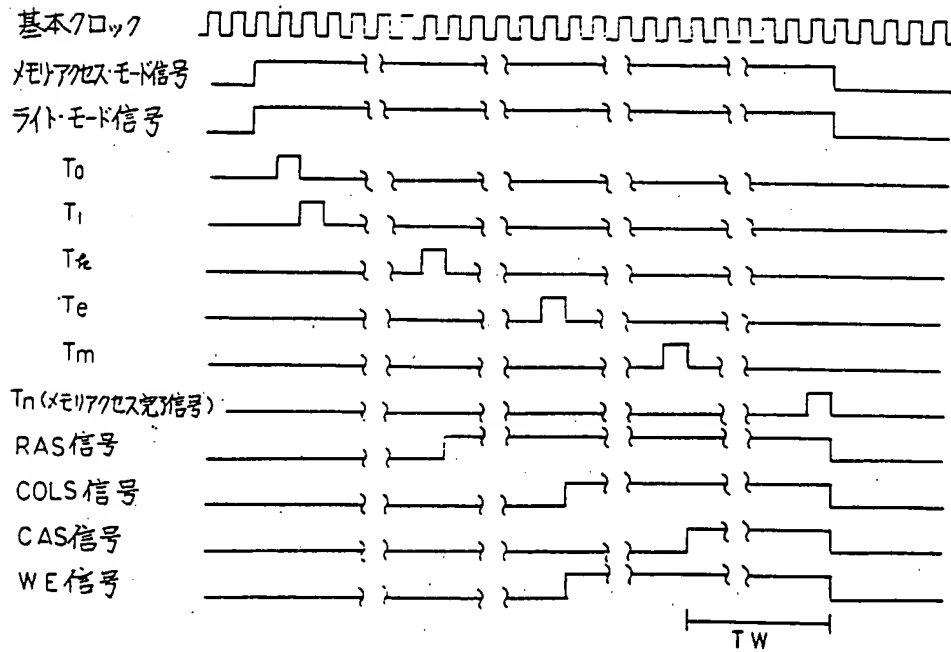 基本クロック
メモリアクセス・モード信号
ライト・モード信号
T0
T1
Tk
Te
Tm
Tn(メモリアクセス完了信号)
RAS信号
COLS信号
CAS信号
WE信号
TW